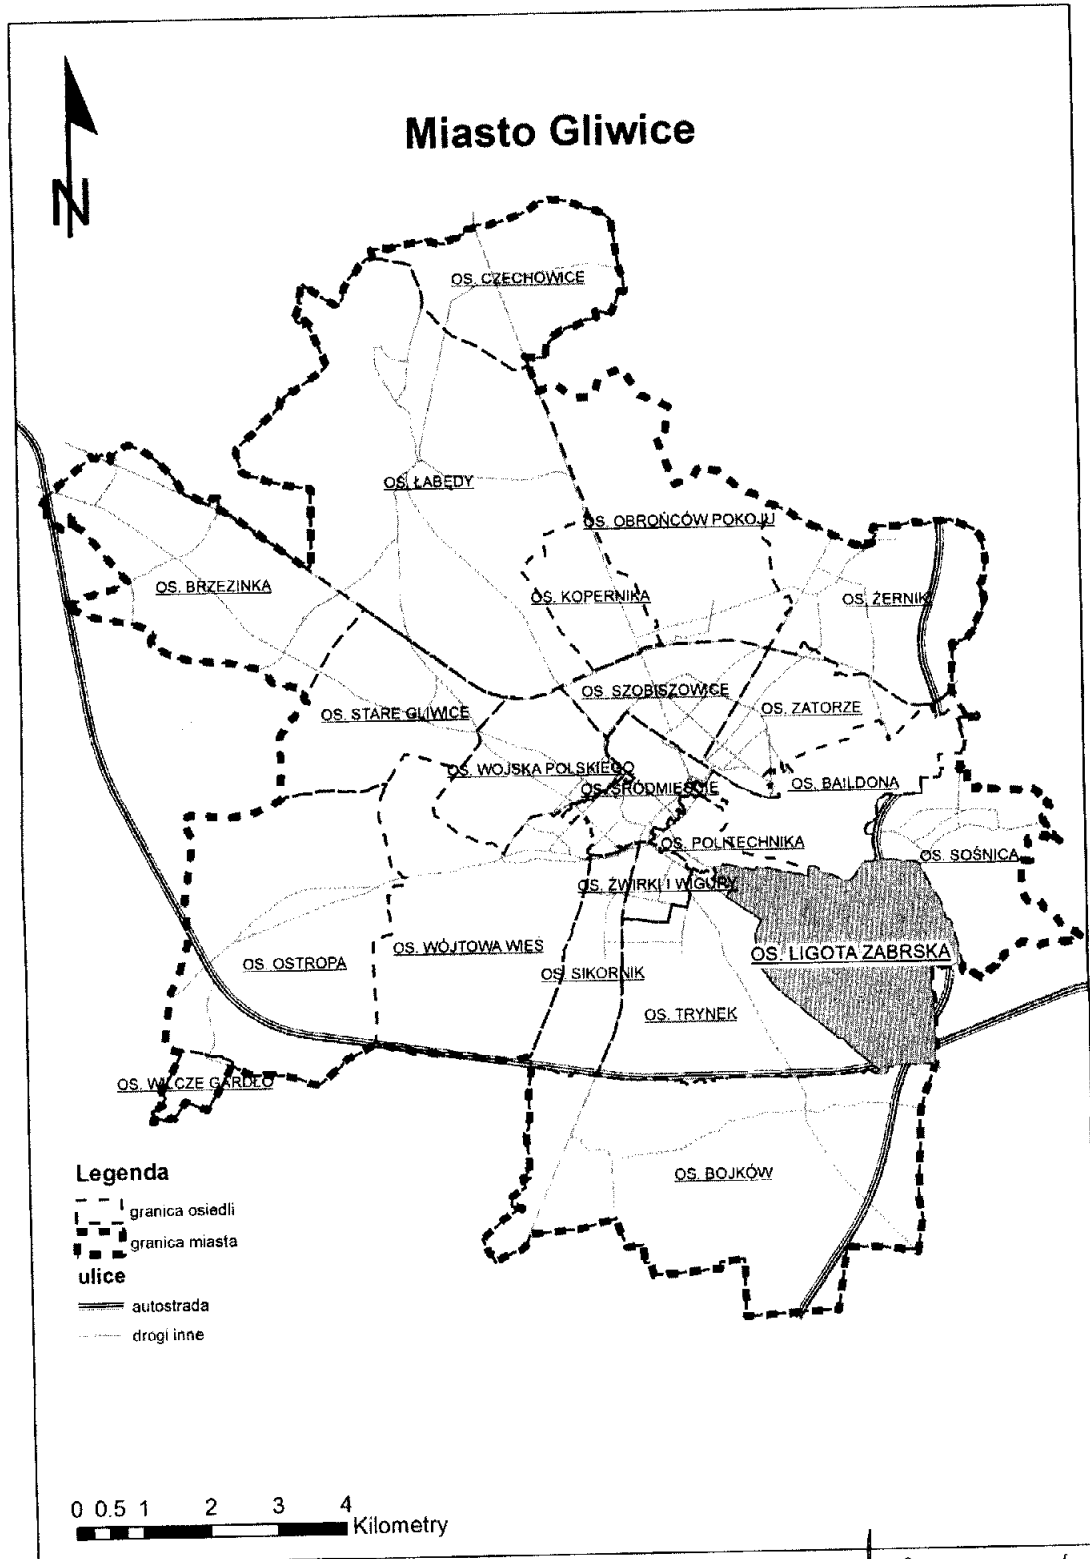 Miasto Gliwice
N
OS. CZECHOWICE
OS. ŁABĘDY
OS. OBROŃCÓW POKOJU
OS. BRZEZINKA
OS. KOPERNIKA
OS. ŻERNIKI
OS. SZOBISZOWICE
OS. STARE GLIWICE
OS. ZATORZE
OS. WOJSKA POLSKIEGO
OS. ŚRÓDMIEŚCIE
OS. BAILDONA
OS. POLITECHNIKA
OS. SOŚNICA
OS. ŻWIRKI I WIGURY
OS. WÓJTOWA WIEŚ
OS. LIGOTA ZABRSKA
OS. OSTROPA
OS. SIKORNIK
OS. TRYNEK
OS. WILCZE GARDŁO
OS. BOJKÓW
Legenda
granica osiedli
granica miasta
ulice
autostrada
drogi inne
0 0.5 1 2 3 4
Kilometry